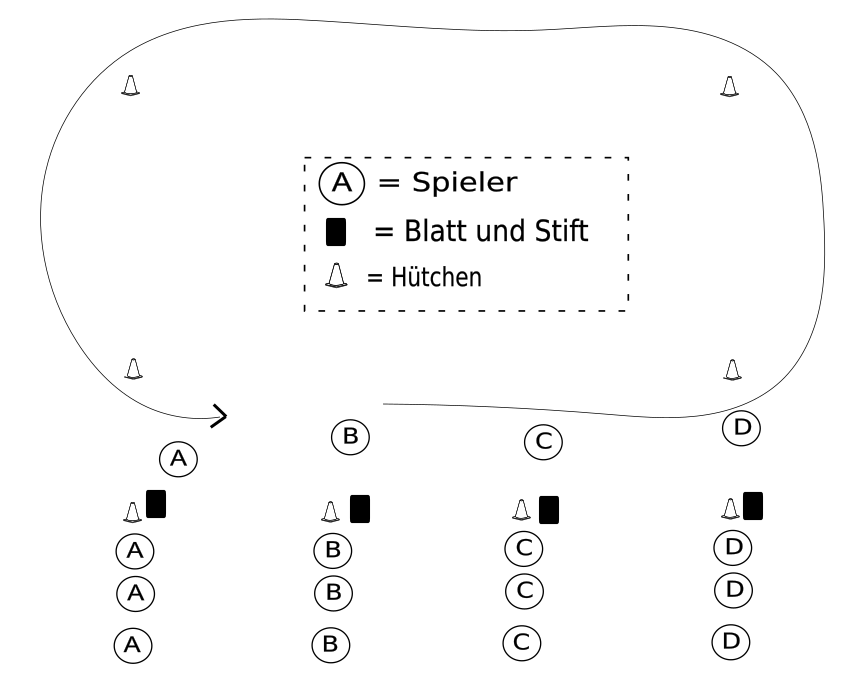 A = Spieler
= Blatt und Stift
= Hütchen
A B C D
A B C D
A B C D
A B C D